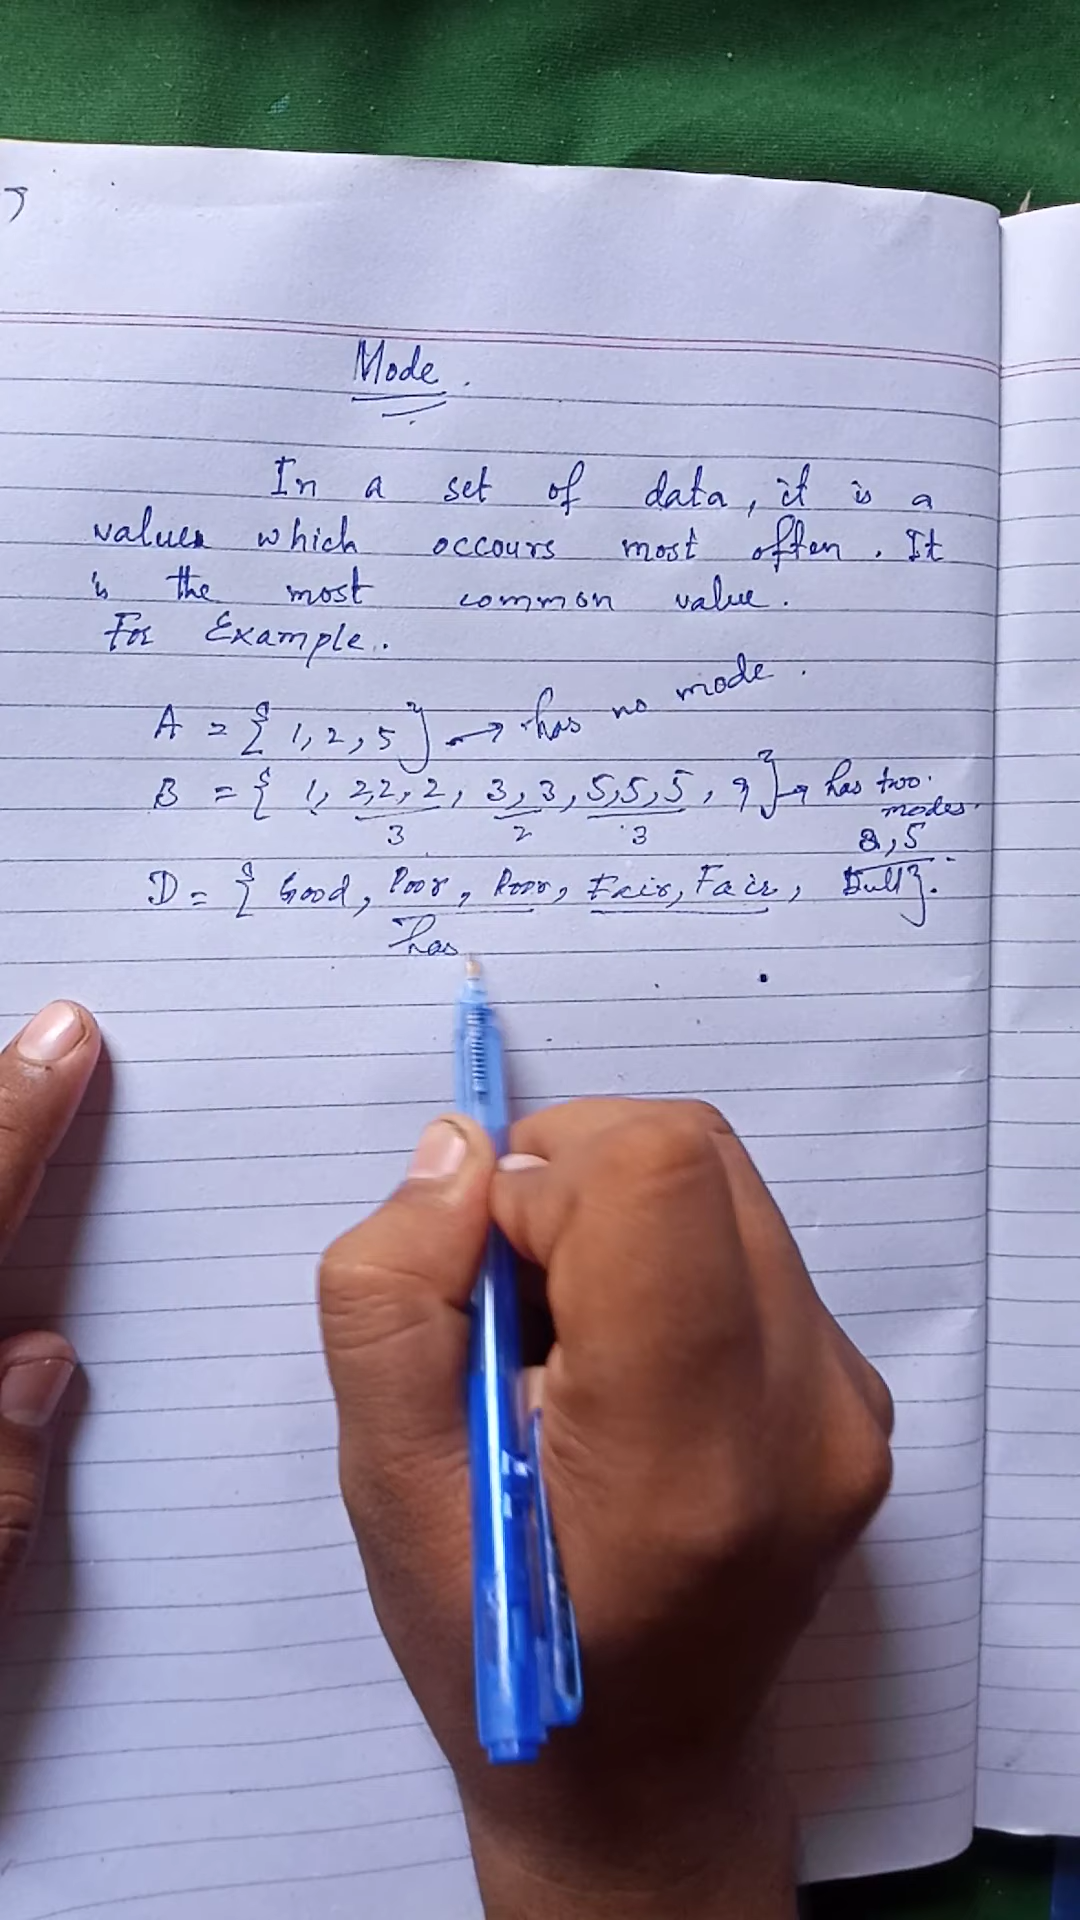 Mode.
In a set of data, it is a
values which occours most often. It
is the most common value.
For Example.
A = { 1, 2, 5 } → has no mode.
B = { 1, 2,2, 2, 3, 3, 5, 5, 5, 9 } → has two modes.
3 2 3 2, 5
D = { Good, Poor, Poor, Fair, Fair, Dull }.
has